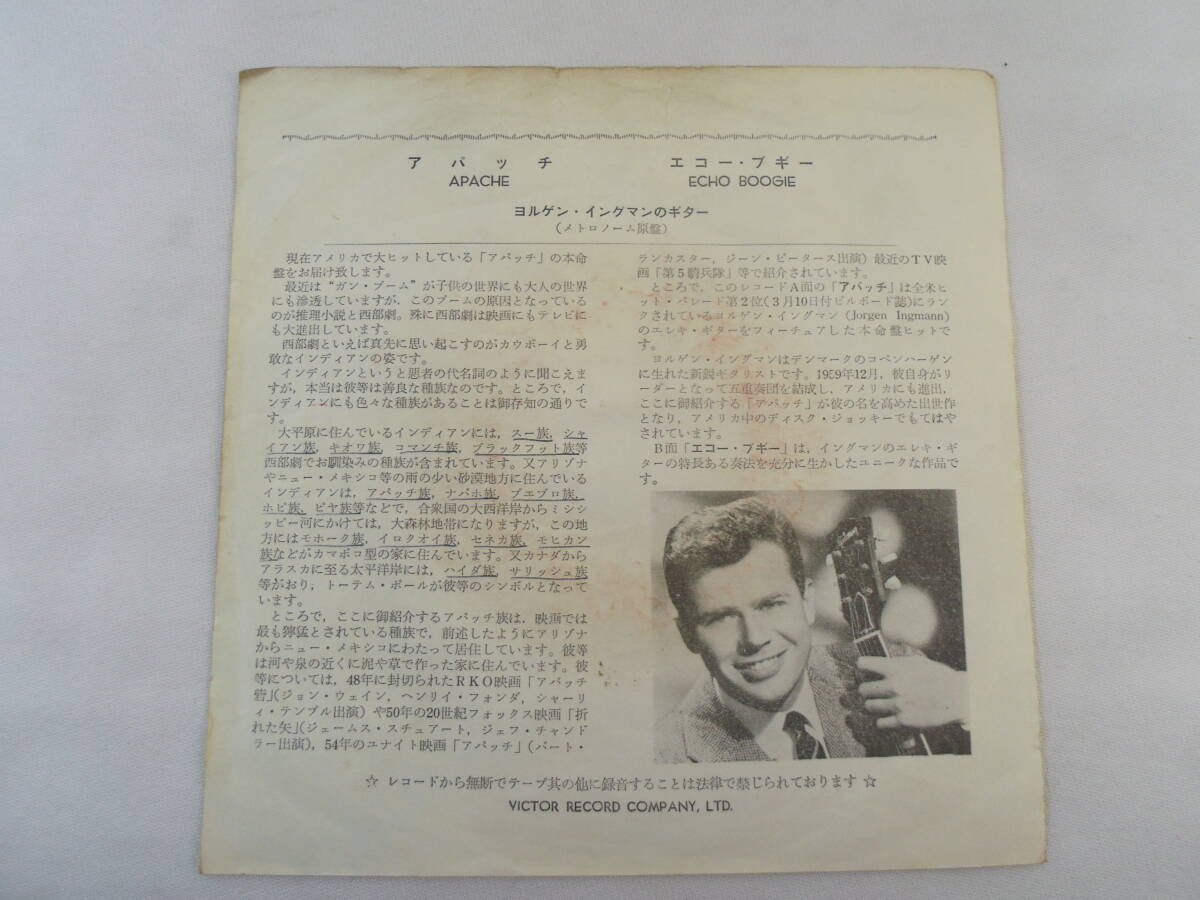 アパッチ
APACHE
エコー・ブギー
ECHO BOOGIE
ヨルゲン・イングマンのギター
(メトロノーム原盤)
現在アメリカで大ヒットしている「アパッチ」の本命
盤をお届け致します。
最近は“ガン・ブーム”が子供の世界にも大人の世界
にも滲透していますが、このブームの原因となっている
のが推理小説と西部劇。殊に西部劇は映画にもテレビに
も大進出しています。
西部劇といえば真先に思い起こすのがカウボーイと勇
敢なインディアンの姿です。
インディアンというと悪者の代名詞のように聞こえま
すが，本当は彼等は善良な種族なのです。ところで，イ
ンディアンにも色々な種族があることは御存知の通りで
す。
大平原に住んでいるインディアンには，スー族，シャ
イアン族，キオワ族，コマンチ族，ブラックフット族等
西部劇でお馴染みの種族が含まれています。又アリゾナ
やニュー・メキシコ等の雨の少い砂漠地方に住んでいる
インディアンは，アパッチ族，ナバホ族，プエブロ族，
ホピ族，ピヤ族等などで，合衆国の大西洋岸からミシシ
ッピー河にかけては，大森林地帯になりますが，この地
方にはモホーク族，イロクオイ族，セネカ族，モヒカン
族などがカマボコ型の家に住んでいます。又カナダから
アラスカに至る太平洋岸には，ハイダ族，サリッシュ族
等がおり，トーテム・ポールが彼等のシンボルとなって
います。
ところで，ここに御紹介するアパッチ族は，映画では
最も獰猛とされている種族で，前述したようにアリゾナ
からニュー・メキシコにわたって居住しています。彼等
は河や泉の近くに泥や草で作った家に住んでいます。彼
等については，48年に封切られたRKO映画「アパッチ
砦」(ジョン・ウェイン，ヘンリイ・フォンダ，シャーリ
ィ・テンプル出演)や50年の20世紀フォックス映画「折
れた矢」(ジェームス・スチュアート，ジェフ・チャンド
ラー出演)，54年のユナイト映画「アパッチ」(バート・
ランカスター，ジーン・ピータース出演) 最近のTV映
画「第5騎兵隊」等で紹介されています。
ところで，このレコードA面の「アパッチ」は全米ヒ
ット・パレード第2位(3月10日付ビルボード誌)にラン
クされているヨルゲン・イングマン (Jorgen Ingmann)
のエレキ・ギターをフィーチュアした本命盤ヒットで
す。
ヨルゲン・イングマンはデンマークのコペンハーゲン
に生れた新鋭ギタリストです。1959年12月，彼自身がリ
ーダーとなって五重奏団を結成し，アメリカにも進出，
ここに御紹介する「アパッチ」が彼の名を高めた出世作
となり，アメリカ中のディスク・ジョッキーでもてはや
されています。
B面「エコー・ブギー」は，イングマンのエレキ・ギ
ターの特長ある奏法を充分に生かしたユニークな作品で
す。
☆ レコードから無断でテープ其の他に録音することは法律で禁じられております ☆
VICTOR RECORD COMPANY, LTD.